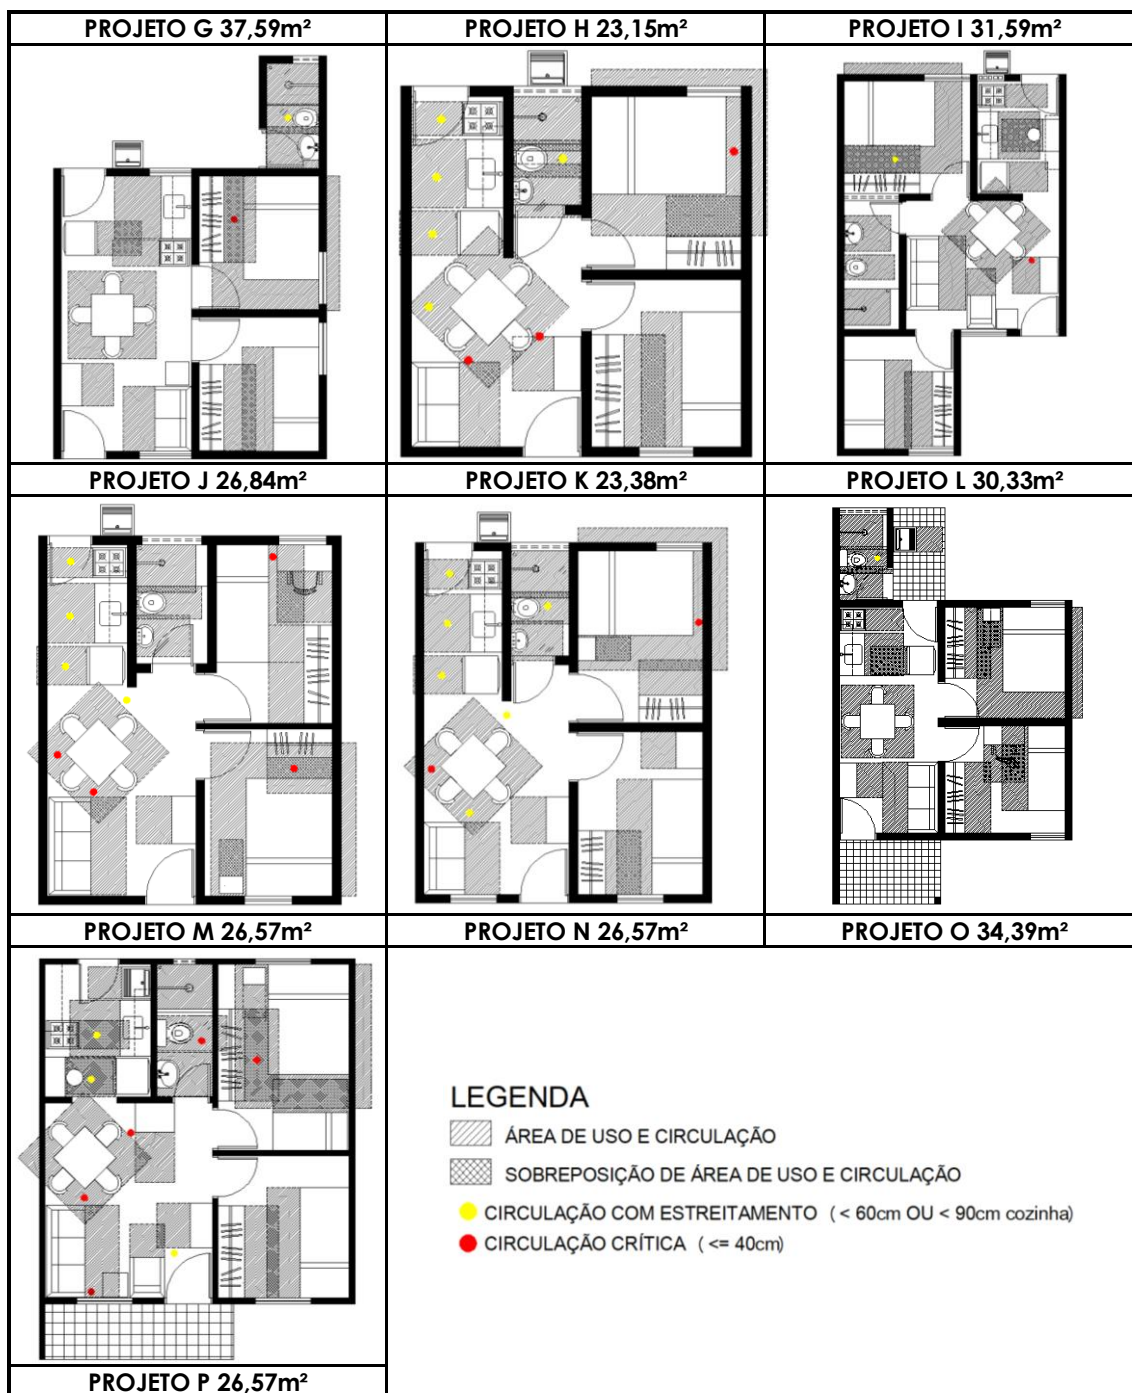 PROJETO G 37,59m²
PROJETO H 23,15m²
PROJETO I 31,59m²
PROJETO J 26,84m²
PROJETO K 23,38m²
PROJETO L 30,33m²
PROJETO M 26,57m²
PROJETO N 26,57m²
PROJETO O 34,39m²
LEGENDA
ÁREA DE USO E CIRCULAÇÃO
SOBREPOSIÇÃO DE ÁREA DE USO E CIRCULAÇÃO
CIRCULAÇÃO COM ESTREITAMENTO ( < 60cm OU < 90cm cozinha)
CIRCULAÇÃO CRÍTICA ( <= 40cm)
PROJETO P 26,57m²